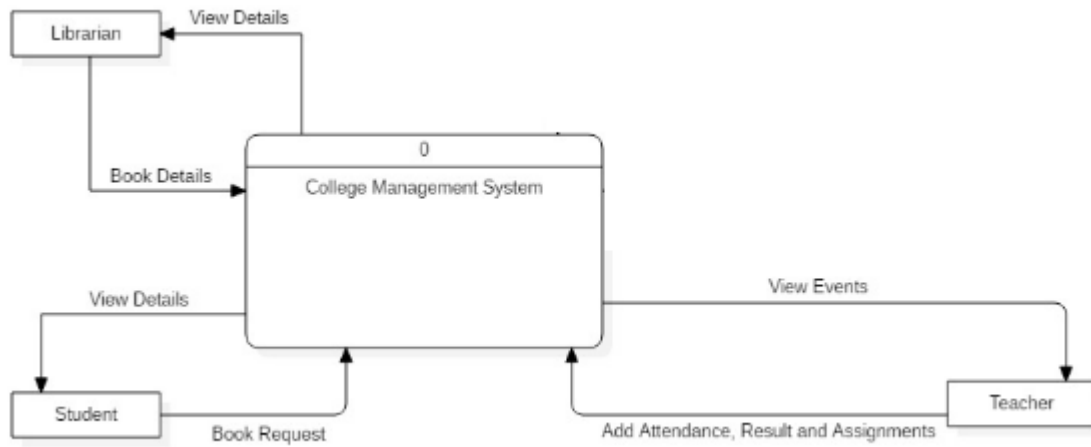 View Details
Librarian
0
Book Details
College Management System
View Events
View Details
Teacher
Student
Book Request
Add Attendance, Result and Assignments